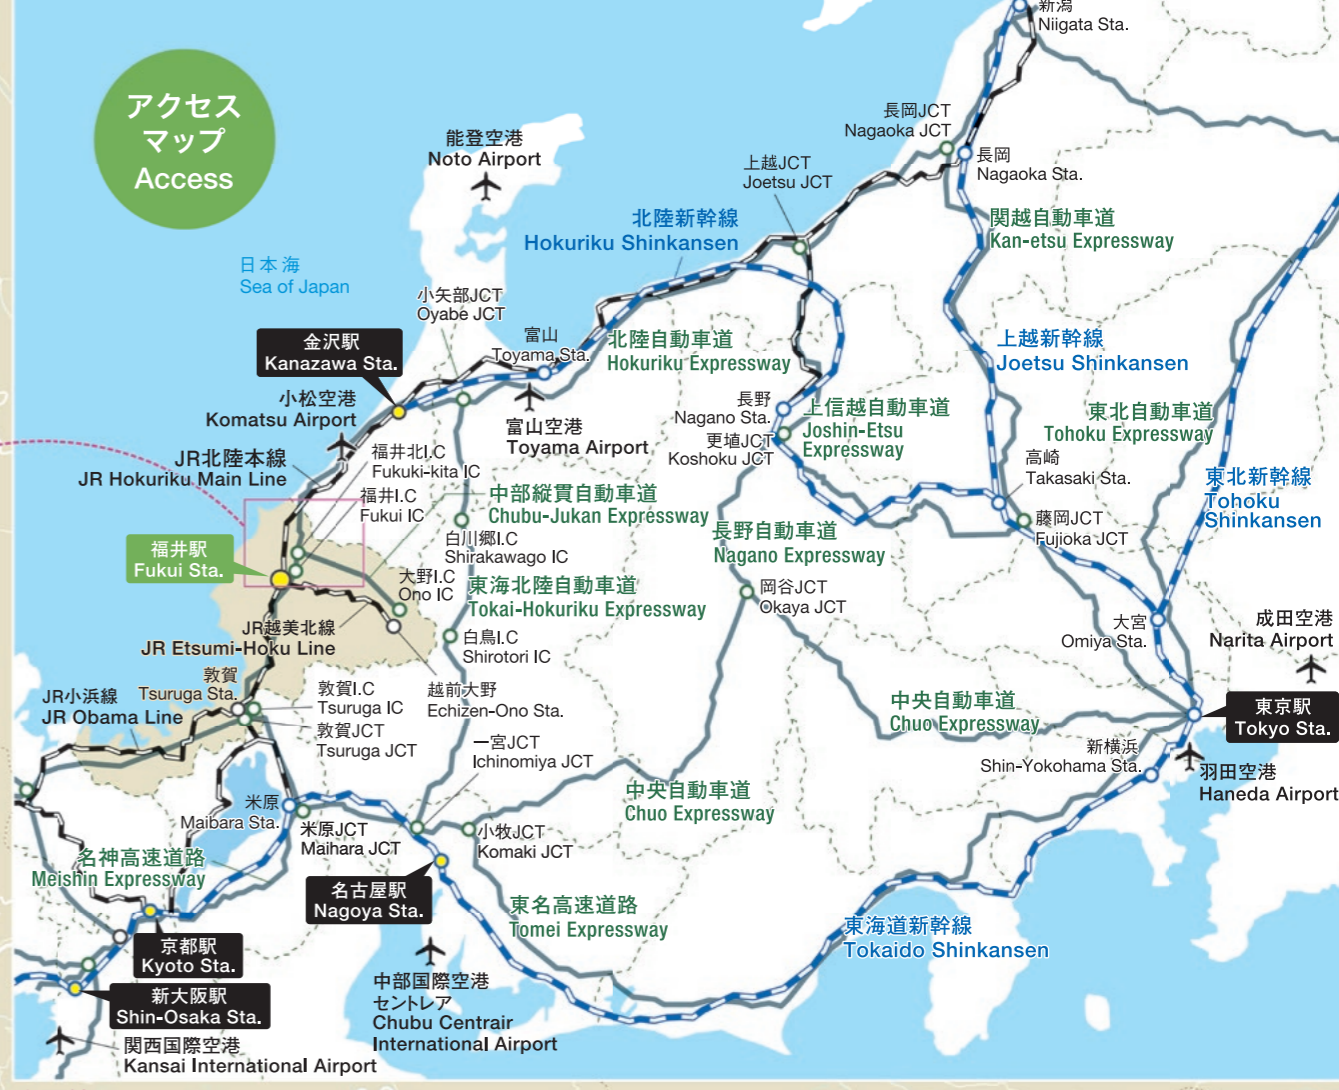 新潟
Niigata Sta.
アクセス
マップ
Access
長岡JCT
Nagaoka JCT
能登空港
Noto Airport
上越JCT
Joetsu JCT
長岡
Nagaoka Sta.
北陸新幹線
Hokuriku Shinkansen
関越自動車道
Kan-etsu Expressway
日本海
Sea of Japan
小矢部JCT
Oyabe JCT
金沢駅
Kanazawa Sta.
富山
Toyama Sta.
北陸自動車道
Hokuriku Expressway
上越新幹線
Joetsu Shinkansen
小松空港
Komatsu Airport
富山空港
Toyama Airport
長野
Nagano Sta.
上信越自動車道
Joshin-Etsu
Expressway
東北自動車道
Tohoku Expressway
更埴JCT
Koshoku JCT
高崎
Takasaki Sta.
JR北陸本線
JR Hokuriku Main Line
福井北I.C
Fukuki-kita IC
福井I.C
Fukui IC
中部縦貫自動車道
Chubu-Jukan Expressway
東北新幹線
Tohoku
Shinkansen
藤岡JCT
Fujioka JCT
長野自動車道
Nagano Expressway
福井駅
Fukui Sta.
白川郷I.C
Shirakawago IC
大野I.C
Ono IC
東海北陸自動車道
Tokai-Hokuriku Expressway
岡谷JCT
Okaya JCT
JR越美北線
JR Etsumi-Hoku Line
白鳥I.C
Shirotori IC
大宮
Omiya Sta.
成田空港
Narita Airport
敦賀
Tsuruga Sta.
JR小浜線
JR Obama Line
敦賀I.C
Tsuruga IC
越前大野
Echizen-Ono Sta.
敦賀JCT
Tsuruga JCT
中央自動車道
Chuo Expressway
東京駅
Tokyo Sta.
一宮JCT
Ichinomiya JCT
新横浜
Shin-Yokohama Sta.
羽田空港
Haneda Airport
米原
Maibara Sta.
米原JCT
Maihara JCT
小牧JCT
Komaki JCT
中央自動車道
Chuo Expressway
名神高速道路
Meishin Expressway
名古屋駅
Nagoya Sta.
東名高速道路
Tomei Expressway
東海道新幹線
Tokaido Shinkansen
京都駅
Kyoto Sta.
新大阪駅
Shin-Osaka Sta.
中部国際空港
セントレア
Chubu Centrair
International Airport
関西国際空港
Kansai International Airport